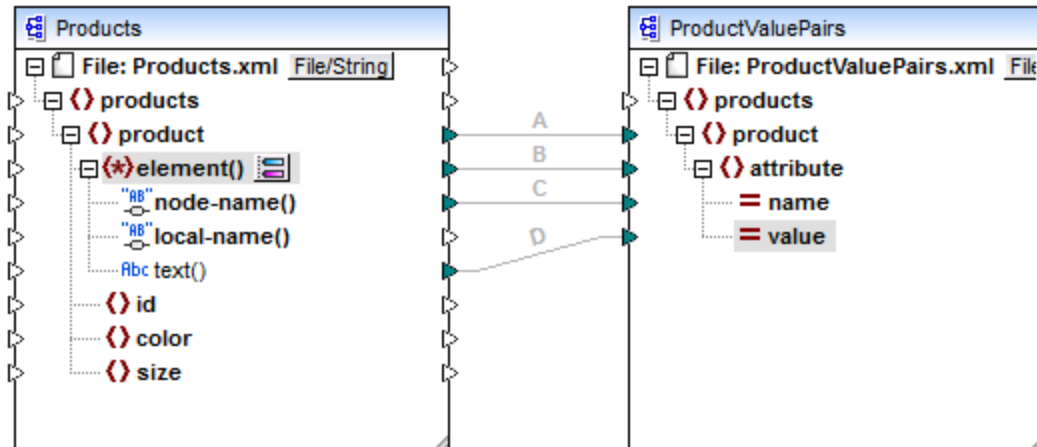 Products
File: Products.xml File/String
products
product
{*}element()
"AB" node-name()
"AB" local-name()
Abc text()
id
color
size
A
B
C
D
ProductValuePairs
File: ProductValuePairs.xml File
products
product
attribute
name
value